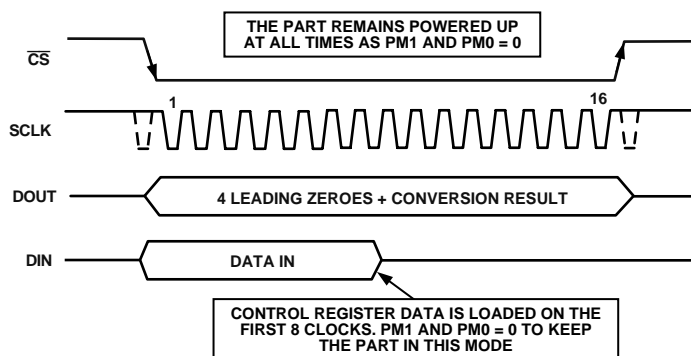 THE PART REMAINS POWERED UP
AT ALL TIMES AS PM1 AND PM0 = 0
CS
1
16
SCLK
DOUT
4 LEADING ZEROES + CONVERSION RESULT
DIN
DATA IN
CONTROL REGISTER DATA IS LOADED ON THE
FIRST 8 CLOCKS. PM1 AND PM0 = 0 TO KEEP
THE PART IN THIS MODE